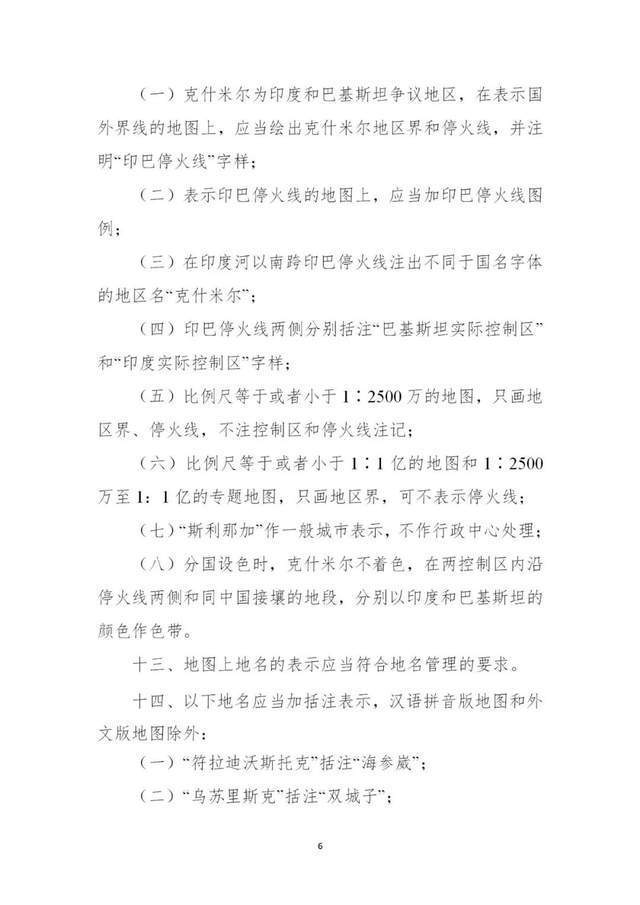 （一）克什米尔为印度和巴基斯坦争议地区，在表示国
外界线的地图上，应当绘出克什米尔地区界和停火线，并注
明“印巴停火线”字样；
（二）表示印巴停火线的地图上，应当加印巴停火线图
例；
（三）在印度河以南跨印巴停火线注出不同于国名字体
的地区名“克什米尔”；
（四）印巴停火线两侧分别括注“巴基斯坦实际控制区”
和“印度实际控制区”字样；
（五）比例尺等于或者小于 1∶2500 万的地图，只画地
区界、停火线，不注控制区和停火线注记；
（六）比例尺等于或者小于 1∶1 亿的地图和 1∶2500
万至 1：1 亿的专题地图，只画地区界，可不表示停火线；
（七）“斯利那加”作一般城市表示，不作行政中心处理；
（八）分国设色时，克什米尔不着色，在两控制区内沿
停火线两侧和同中国接壤的地段，分别以印度和巴基斯坦的
颜色作色带。
十三、地图上地名的表示应当符合地名管理的要求。
十四、以下地名应当加括注表示，汉语拼音版地图和外
文版地图除外：
（一）“符拉迪沃斯托克”括注“海参崴”；
（二）“乌苏里斯克”括注“双城子”；
6